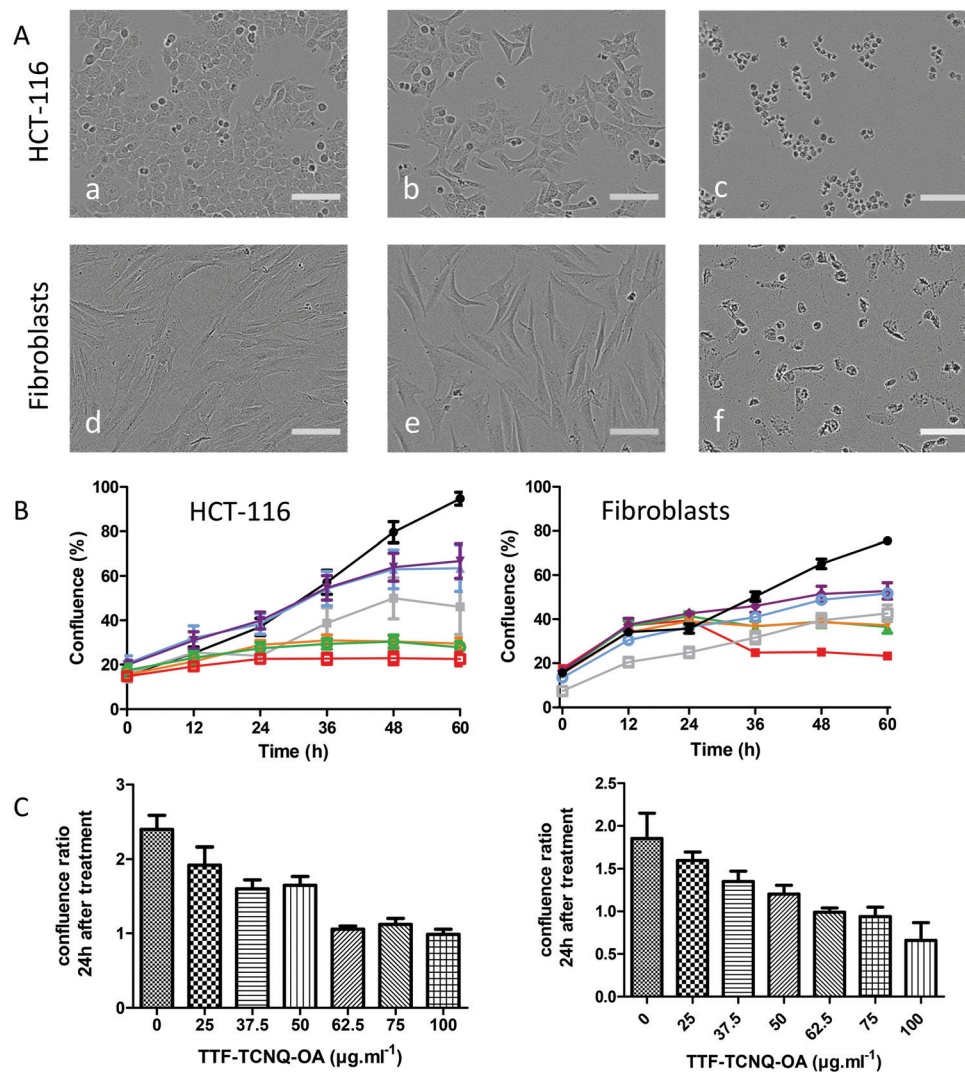 A
HCT-116
a
b
c
Fibroblasts
d
e
f
B
HCT-116
Confluence (%)
100
80
60
40
20
0
0 12 24 36 48 60
Time (h)
Fibroblasts
Confluence (%)
100
80
60
40
20
0
0 12 24 36 48 60
Time (h)
C
confluence ratio
24h after treatment
3
2
1
0
0 25 37.5 50 62.5 75 100
TTF-TCNQ-OA (µg.ml⁻¹)
confluence ratio
24h after treatment
2.5
2.0
1.5
1.0
0.5
0.0
0 25 37.5 50 62.5 75 100
TTF-TCNQ-OA (µg.ml⁻¹)